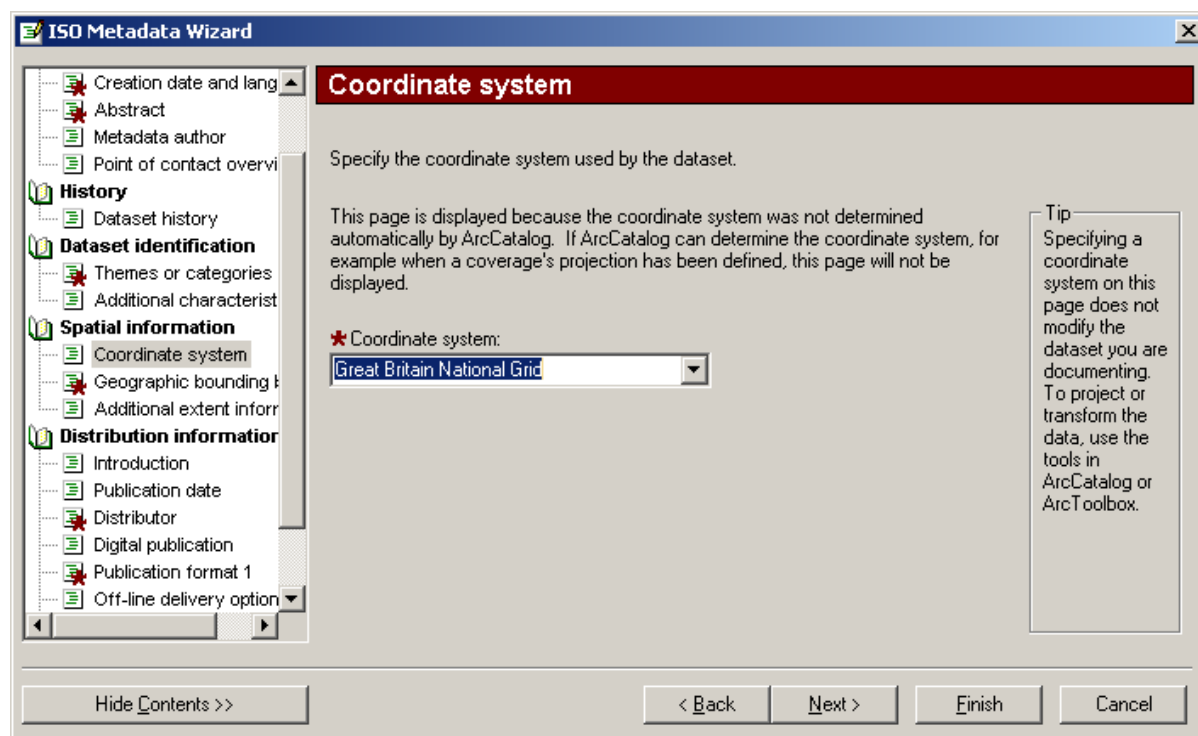 ISO Metadata Wizard
Creation date and lang
Abstract
Metadata author
Point of contact overvi
History
Dataset history
Dataset identification
Themes or categories
Additional characterist
Spatial information
Coordinate system
Geographic bounding b
Additional extent inforr
Distribution information
Introduction
Publication date
Distributor
Digital publication
Publication format 1
Off-line delivery option
Coordinate system
Specify the coordinate system used by the dataset.
This page is displayed because the coordinate system was not determined
automatically by ArcCatalog. If ArcCatalog can determine the coordinate system, for
example when a coverage's projection has been defined, this page will not be
displayed.
Coordinate system:
Great Britain National Grid
Tip
Specifying a
coordinate
system on this
page does not
modify the
dataset you are
documenting.
To project or
transform the
data, use the
tools in
ArcCatalog or
ArcToolbox.
Hide Contents >>
< Back
Next >
Finish
Cancel